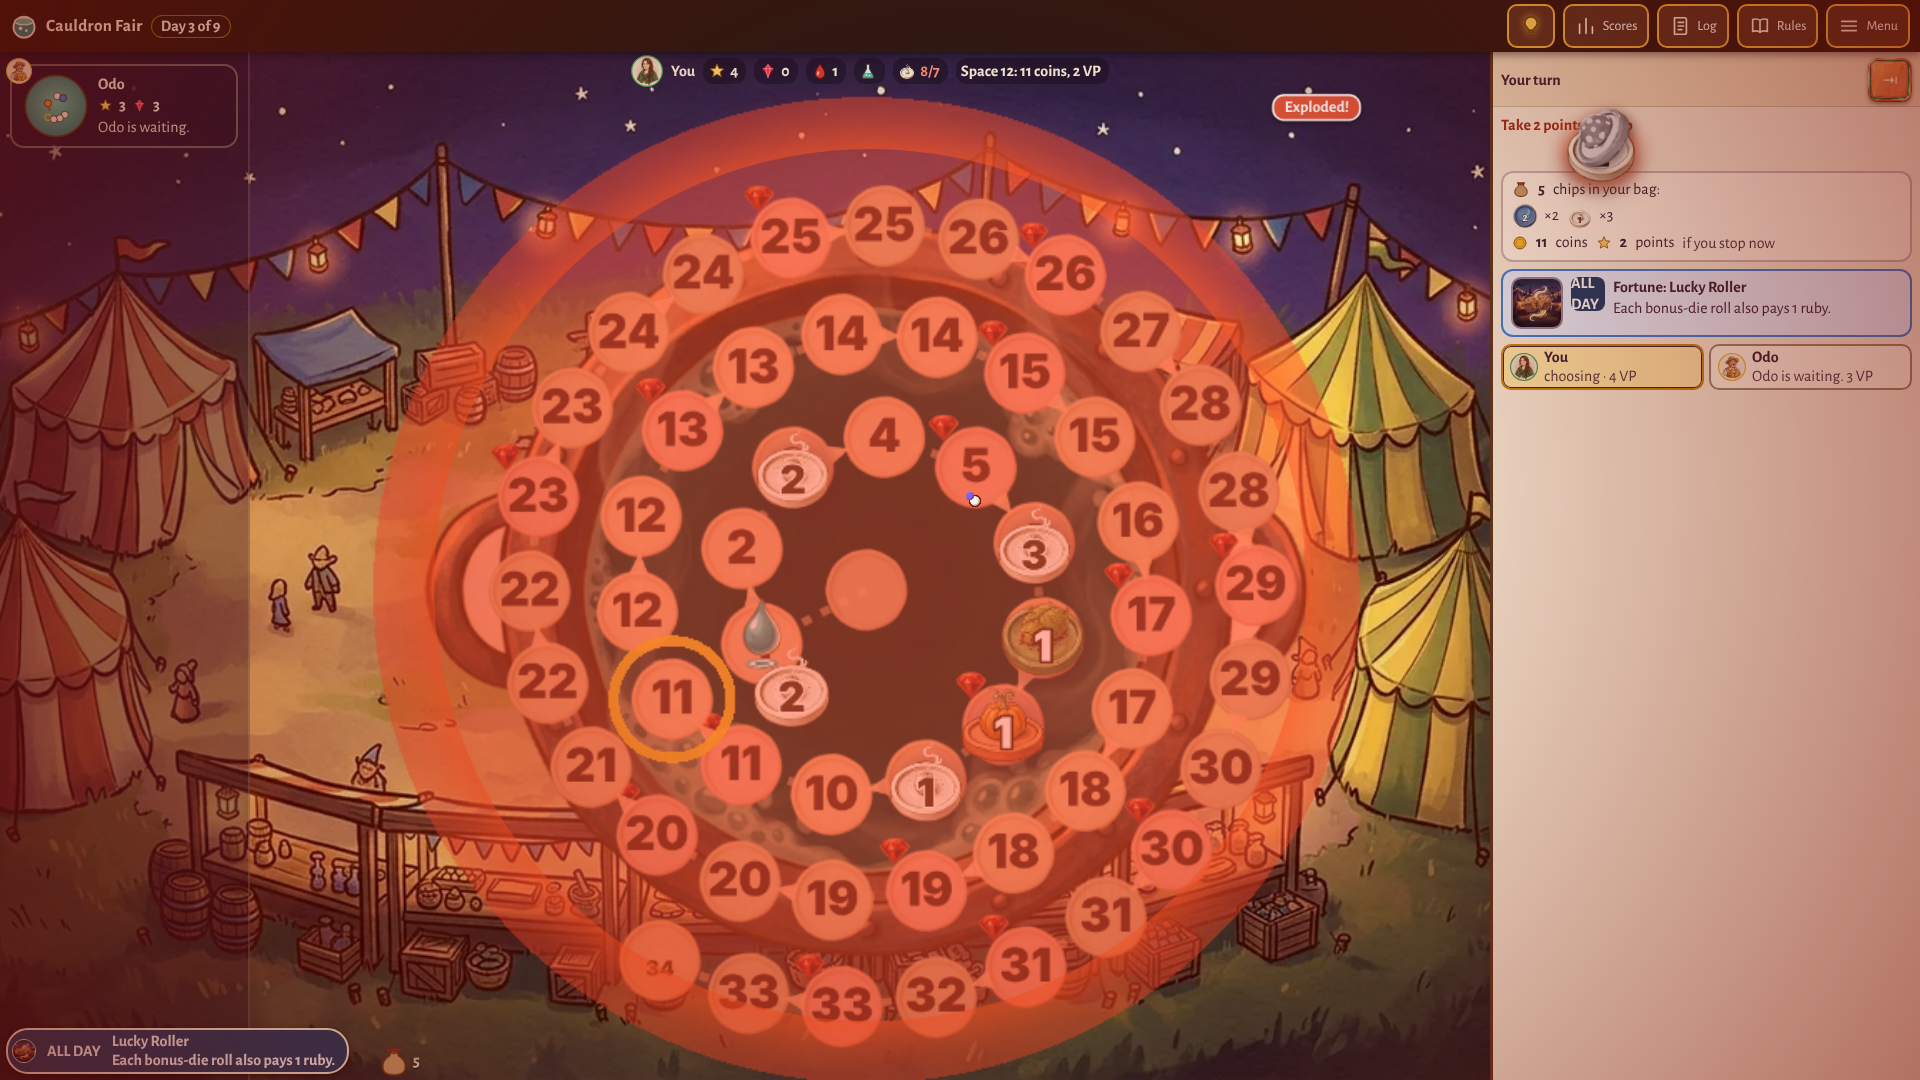 Cauldron Fair Day 3 of 9
Scores Log Rules Menu
Odo
3 3
Odo is waiting.
You 4 0 1 8/7 Space 12: 11 coins, 2 VP
Exploded!
25 25 26
24 26
24 27
14 14
13 15
23 28
13 4 15
5
2
23 28
12 16
2 3
22 29
12 1 17
22 11 2 29
1 17
21 11 10 1 18 30
20 18 30
20 19 19
31
34 33 33 32 31
ALL DAY Lucky Roller
Each bonus-die roll also pays 1 ruby.
5
Your turn
Take 2 point
5 chips in your bag:
2 ×2 1 ×3
11 coins 2 points if you stop now
ALL DAY
Fortune: Lucky Roller
Each bonus-die roll also pays 1 ruby.
You
choosing · 4 VP
Odo
Odo is waiting. 3 VP